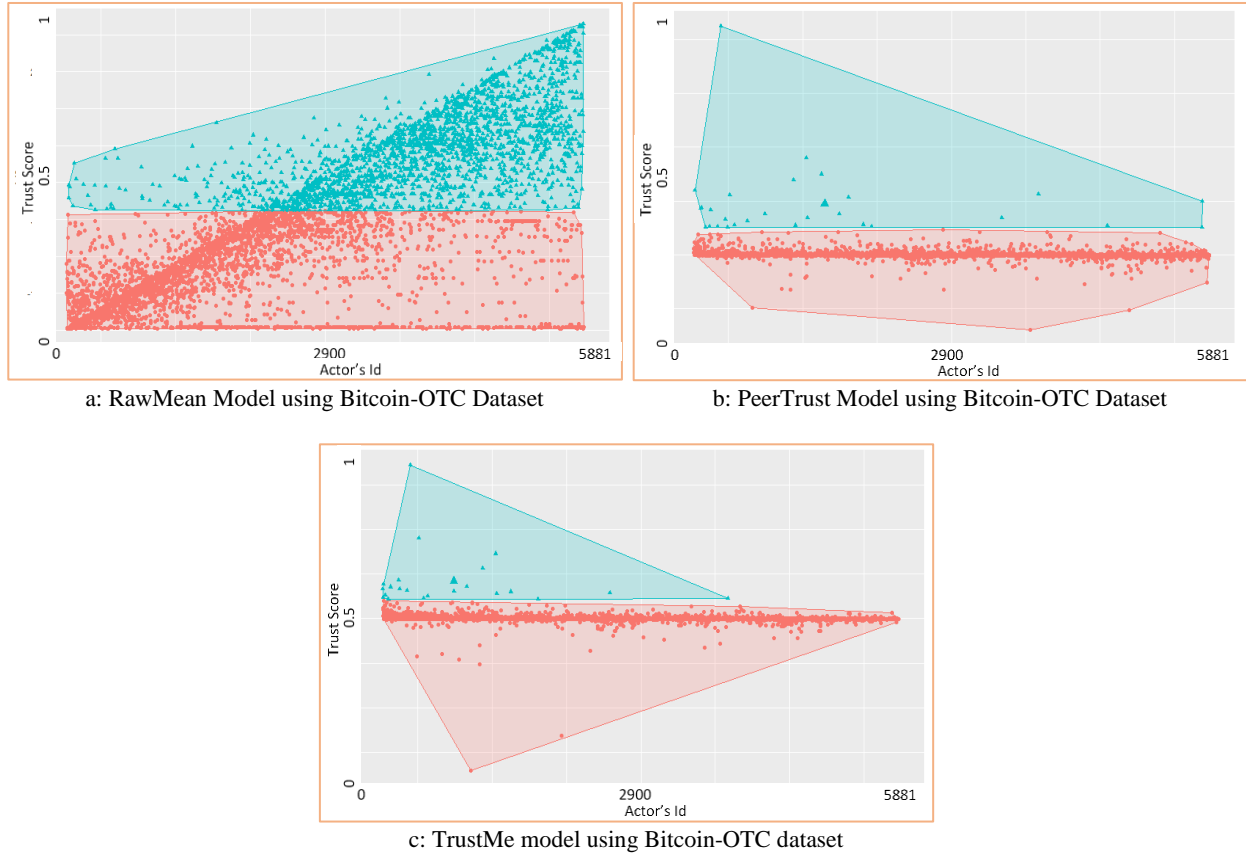 1
0.5
Trust Score
0
0
2900
5881
Actor's Id
a: RawMean Model using Bitcoin-OTC Dataset
1
0.5
Trust Score
0
0
2900
5881
Actor's Id
b: PeerTrust Model using Bitcoin-OTC Dataset
1
0.5
Trust Score
0
0
2900
5881
Actor's Id
c: TrustMe model using Bitcoin-OTC dataset